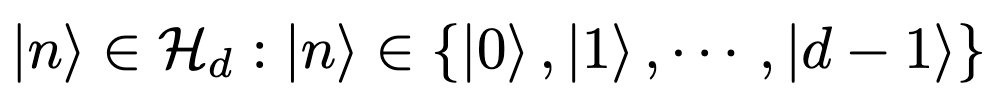 |n⟩ ∈ ℋ_d : |n⟩ ∈ {|0⟩ , |1⟩ , ⋯ , |d − 1⟩}